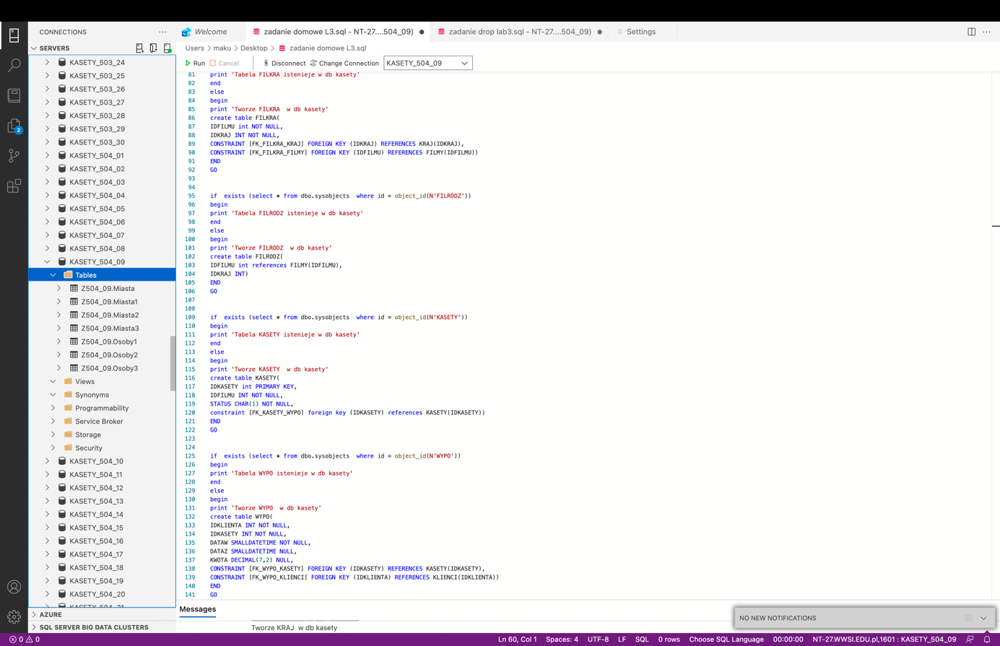 CONNECTIONS
Welcome
zadanie domowe L3.sql - NT-27....504_09)
zadanie drop lab3.sql - NT-27....504_09)
Settings
Users > maku > Desktop > zadanie domowe L3.sql
Run Cancel Disconnect Change Connection KASETY_504_09
SERVERS
KASETY_503_24
KASETY_503_25
KASETY_503_26
KASETY_503_27
KASETY_503_28
KASETY_503_29
KASETY_503_30
KASETY_504_01
KASETY_504_02
KASETY_504_03
KASETY_504_04
KASETY_504_05
KASETY_504_06
KASETY_504_07
KASETY_504_08
KASETY_504_09
Tables
Z504_09.Miasta
Z504_09.Miasta1
Z504_09.Miasta2
Z504_09.Miasta3
Z504_09.Osoby1
Z504_09.Osoby2
Z504_09.Osoby3
Views
Synonyms
Programmability
Service Broker
Storage
Security
KASETY_504_10
KASETY_504_11
KASETY_504_12
KASETY_504_13
KASETY_504_14
KASETY_504_15
KASETY_504_16
KASETY_504_17
KASETY_504_18
KASETY_504_19
KASETY_504_20
KASETY_504_21
AZURE
SQL SERVER BIG DATA CLUSTERS
2
81 print 'Tabela FILKRA istenieje w db kasety'
82 end
83 else
84 begin
85 print 'Tworze FILKRA  w db kasety'
86 create table FILKRA(
87 IDFILMU int NOT NULL,
88 IDKRAJ INT NOT NULL,
89 CONSTRAINT [FK_FILKRA_KRAJ] FOREIGN KEY (IDKRAJ) REFERENCES KRAJ(IDKRAJ),
90 CONSTRAINT [FK_FILKRA_FILMY] FOREIGN KEY (IDFILMU) REFERENCES FILMY(IDFILMU))
91 END
92 GO
93
94
95 if  exists (select * from dbo.sysobjects  where id = object_id(N'FILRODZ'))
96 begin
97 print 'Tabela FILRODZ istenieje w db kasety'
98 end
99 else
100 begin
101 print 'Tworze FILRODZ  w db kasety'
102 create table FILRODZ(
103 IDFILMU int references FILMY(IDFILMU),
104 IDKRAJ INT)
105 END
106 GO
107
108
109 if  exists (select * from dbo.sysobjects  where id = object_id(N'KASETY'))
110 begin
111 print 'Tabela KASETY istenieje w db kasety'
112 end
113 else
114 begin
115 print 'Tworze KASETY  w db kasety'
116 create table KASETY(
117 IDKASETY int PRIMARY KEY,
118 IDFILMU INT NOT NULL,
119 STATUS CHAR(1) NOT NULL,
120 constraint [FK_KASETY_WYPO] foreign key (IDKASETY) references KASETY(IDKASETY))
121 END
122 GO
123
124
125 if  exists (select * from dbo.sysobjects  where id = object_id(N'WYPO'))
126 begin
127 print 'Tabela WYPO istenieje w db kasety'
128 end
129 else
130 begin
131 print 'Tworze WYPO  w db kasety'
132 create table WYPO(
133 IDKLIENTA INT NOT NULL,
134 IDKASETY INT NOT NULL,
135 DATAW SMALLDATETIME NOT NULL,
136 DATAZ SMALLDATETIME NULL,
137 KWOTA DECIMAL(7,2) NULL,
138 CONSTRAINT [FK_WYPO_KASETY] FOREIGN KEY (IDKASETY) REFERENCES KASETY(IDKASETY),
139 CONSTRAINT [FK_WYPO_KLIENCI] FOREIGN KEY (IDKLIENTA) REFERENCES KLIENCI(IDKLIENTA))
140 END
141 GO
Messages
Tworze KRAJ  w db kasety
NO NEW NOTIFICATIONS
0 0 Ln 60, Col 1 Spaces: 4 UTF-8 LF SQL 0 rows Choose SQL Language 00:00:00 NT-27.WWSI.EDU.pl,1601 : KASETY_504_09